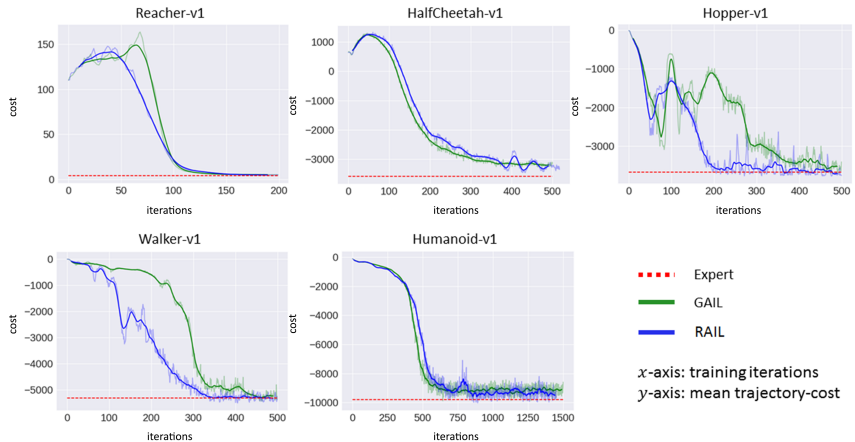 Reacher-v1
150
100
50
0
0 50 100 150 200
cost
iterations
HalfCheetah-v1
1000
0
−1000
−2000
−3000
0 100 200 300 400 500
cost
iterations
Hopper-v1
0
−1000
−2000
−3000
0 100 200 300 400 500
cost
iterations
Walker-v1
0
−1000
−2000
−3000
−4000
−5000
0 100 200 300 400 500
cost
iterations
Humanoid-v1
0
−2000
−4000
−6000
−8000
−10000
0 250 500 750 1000 1250 1500
cost
iterations
Expert
GAIL
RAIL
x-axis: training iterations
y-axis: mean trajectory-cost